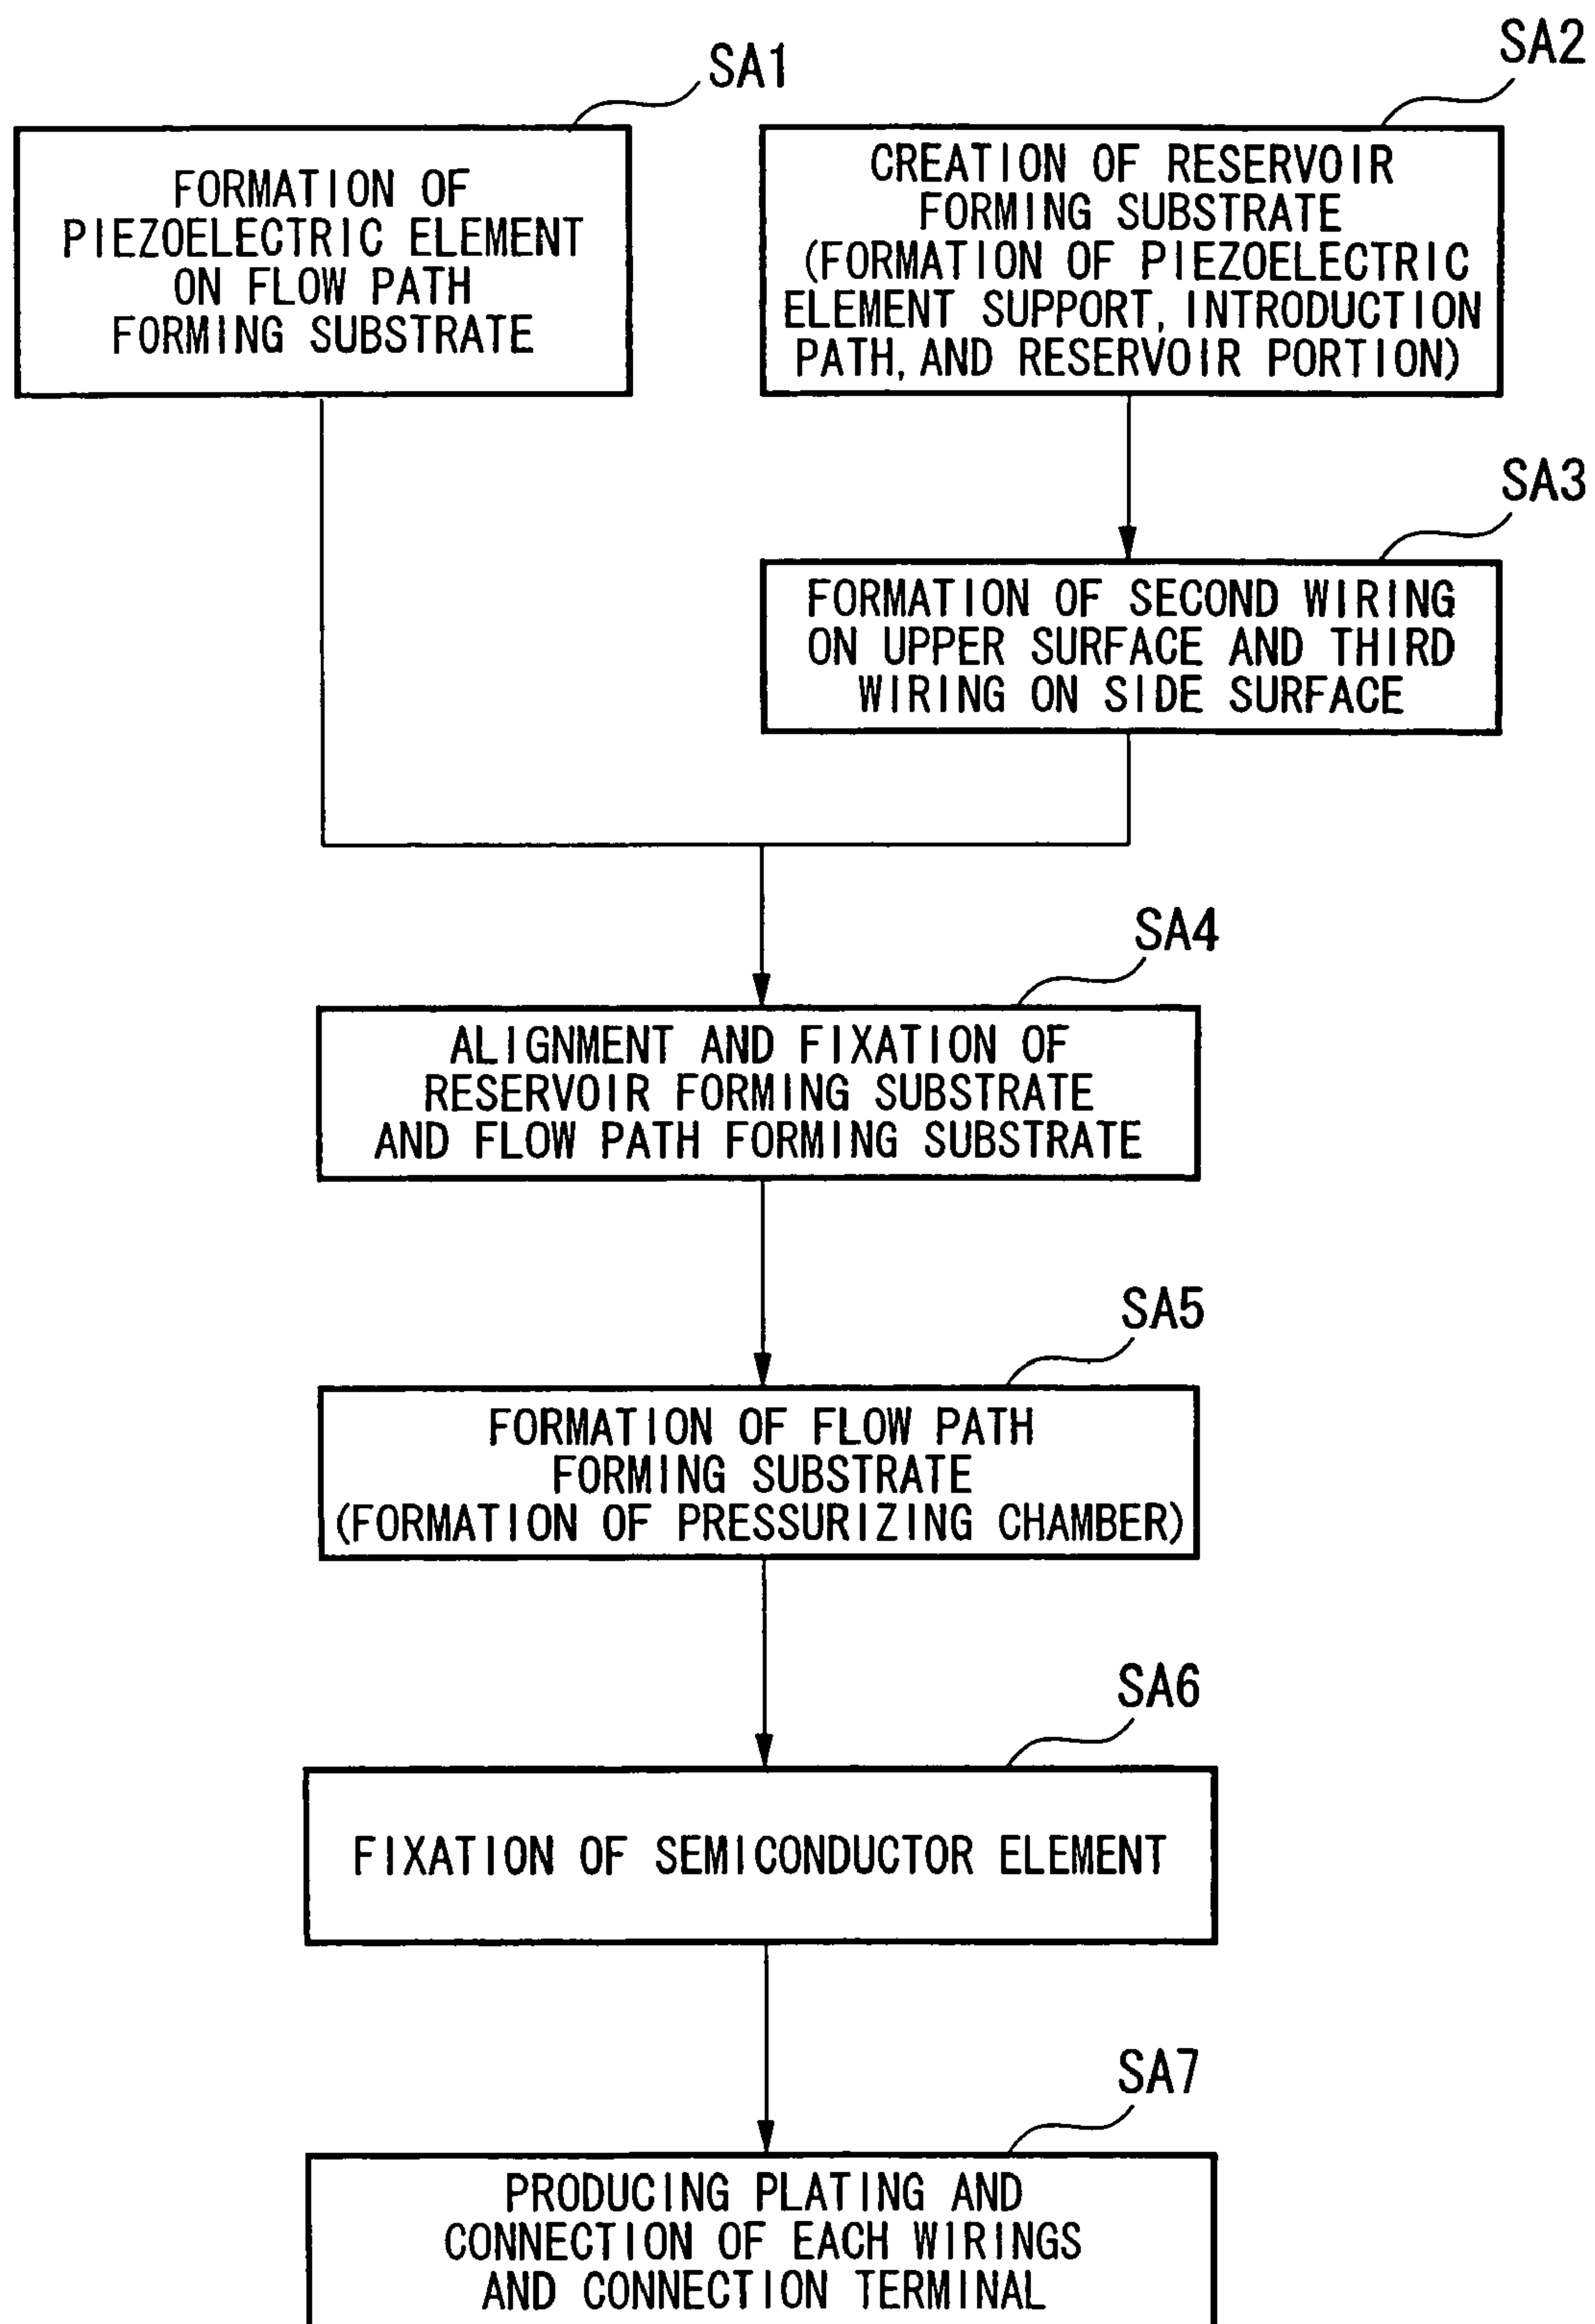 SA1
FORMATION OF
PIEZOELECTRIC ELEMENT
ON FLOW PATH
FORMING SUBSTRATE
SA2
CREATION OF RESERVOIR
FORMING SUBSTRATE
(FORMATION OF PIEZOELECTRIC
ELEMENT SUPPORT, INTRODUCTION
PATH, AND RESERVOIR PORTION)
SA3
FORMATION OF SECOND WIRING
ON UPPER SURFACE AND THIRD
WIRING ON SIDE SURFACE
SA4
ALIGNMENT AND FIXATION OF
RESERVOIR FORMING SUBSTRATE
AND FLOW PATH FORMING SUBSTRATE
SA5
FORMATION OF FLOW PATH
FORMING SUBSTRATE
(FORMATION OF PRESSURIZING CHAMBER)
SA6
FIXATION OF SEMICONDUCTOR ELEMENT
SA7
PRODUCING PLATING AND
CONNECTION OF EACH WIRINGS
AND CONNECTION TERMINAL